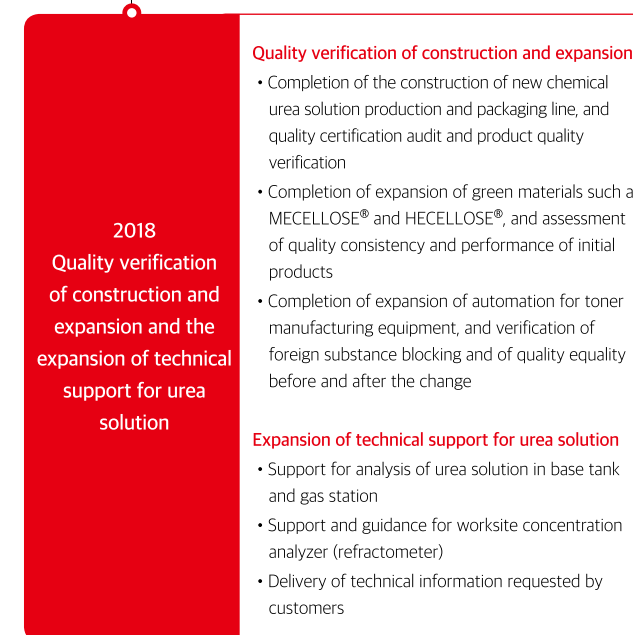 2018
Quality verification
of construction and
expansion and the
expansion of technical
support for urea
solution
Quality verification of construction and expansion
• Completion of the construction of new chemical
urea solution production and packaging line, and
quality certification audit and product quality
verification
• Completion of expansion of green materials such a
MECELLOSE® and HECELLOSE®, and assessment
of quality consistency and performance of initial
products
• Completion of expansion of automation for toner
manufacturing equipment, and verification of
foreign substance blocking and of quality equality
before and after the change
Expansion of technical support for urea solution
• Support for analysis of urea solution in base tank
and gas station
• Support and guidance for worksite concentration
analyzer (refractometer)
• Delivery of technical information requested by
customers